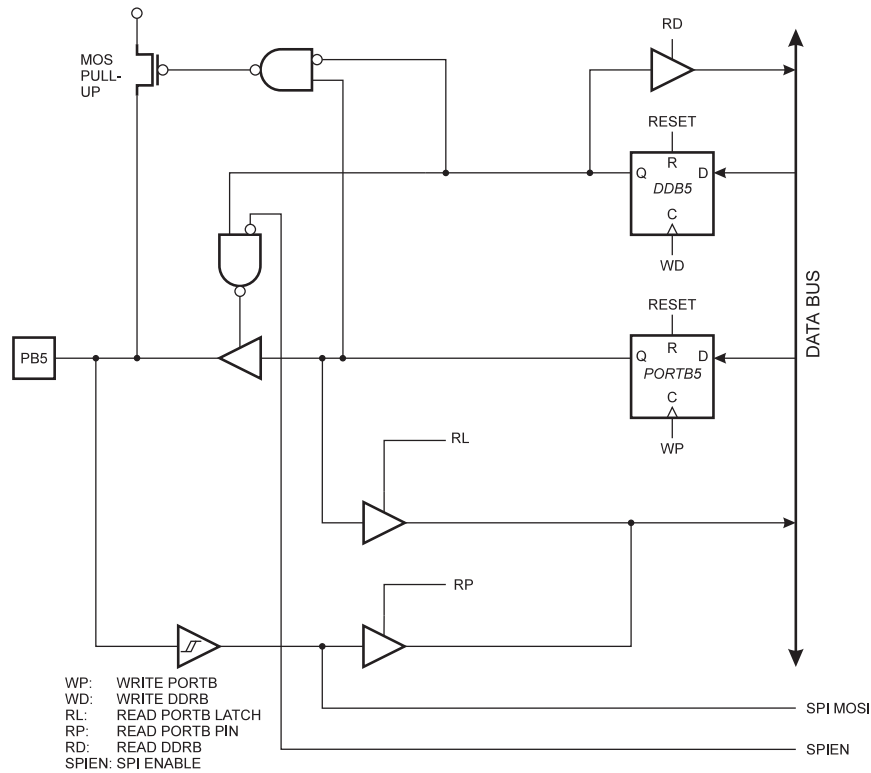 RD
MOS
PULL-
UP
RESET
R
Q
D
DDB5
C
WD
DATA BUS
RESET
PB5
R
Q
D
PORTB5
C
WP
RL
RP
WP: WRITE PORTB
WD: WRITE DDRB
RL: READ PORTB LATCH
RP: READ PORTB PIN
RD: READ DDRB
SPIEN: SPI ENABLE
SPI MOSI
SPIEN